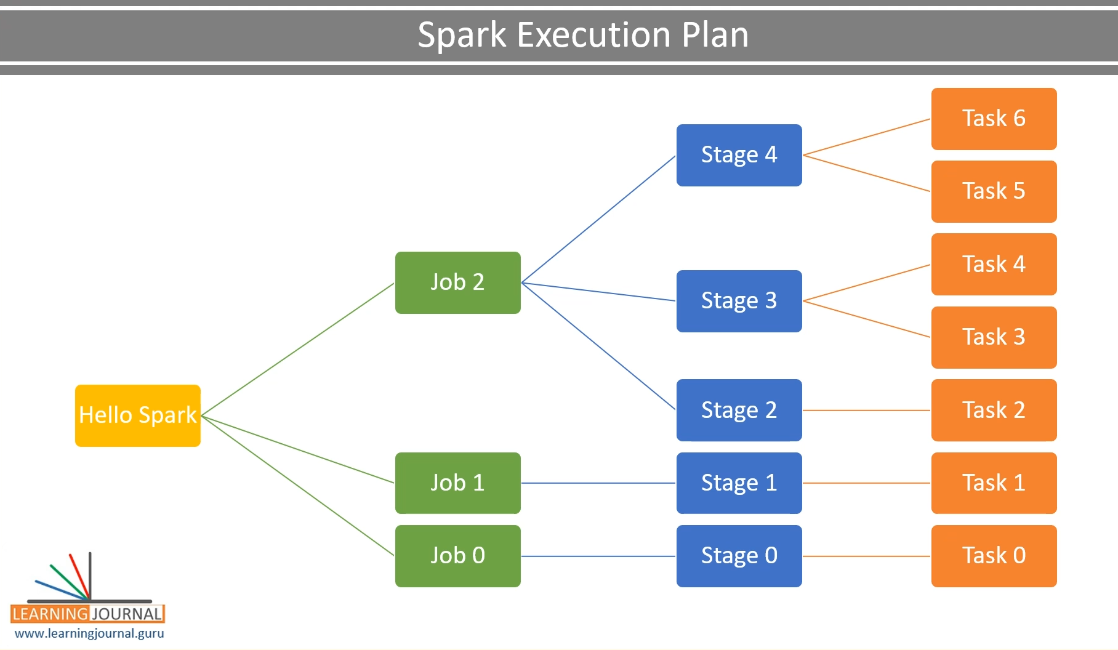 Spark Execution Plan
Task 6
Stage 4
Task 5
Task 4
Job 2
Stage 3
Task 3
Hello Spark
Stage 2
Task 2
Job 1
Stage 1
Task 1
Job 0
Stage 0
Task 0
LEARNING JOURNAL
www.learningjournal.guru